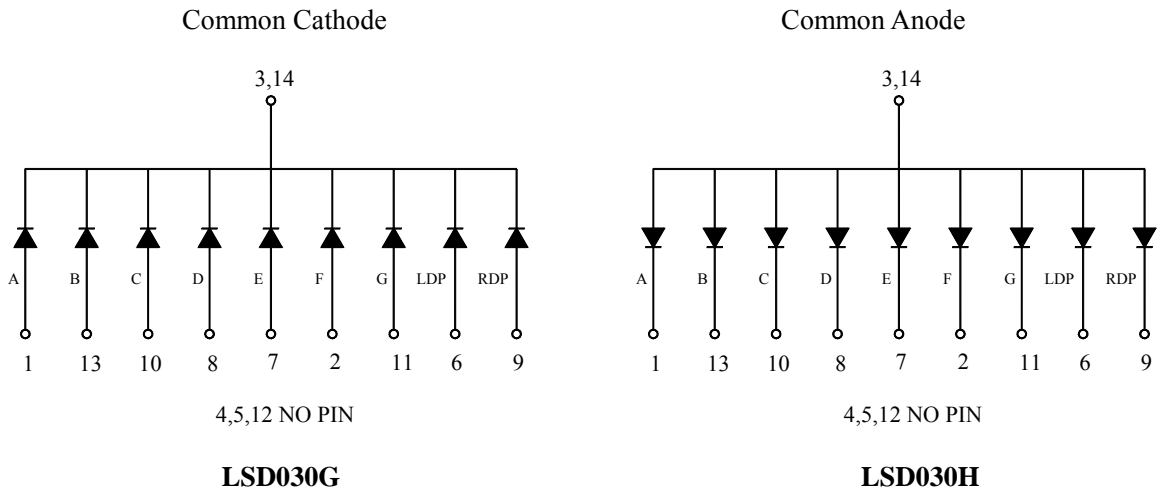 Common Cathode
Common Anode
3,14
3,14
A B C D E F G LDP RDP
A B C D E F G LDP RDP
1 13 10 8 7 2 11 6 9
1 13 10 8 7 2 11 6 9
4,5,12 NO PIN
4,5,12 NO PIN
LSD030G
LSD030H